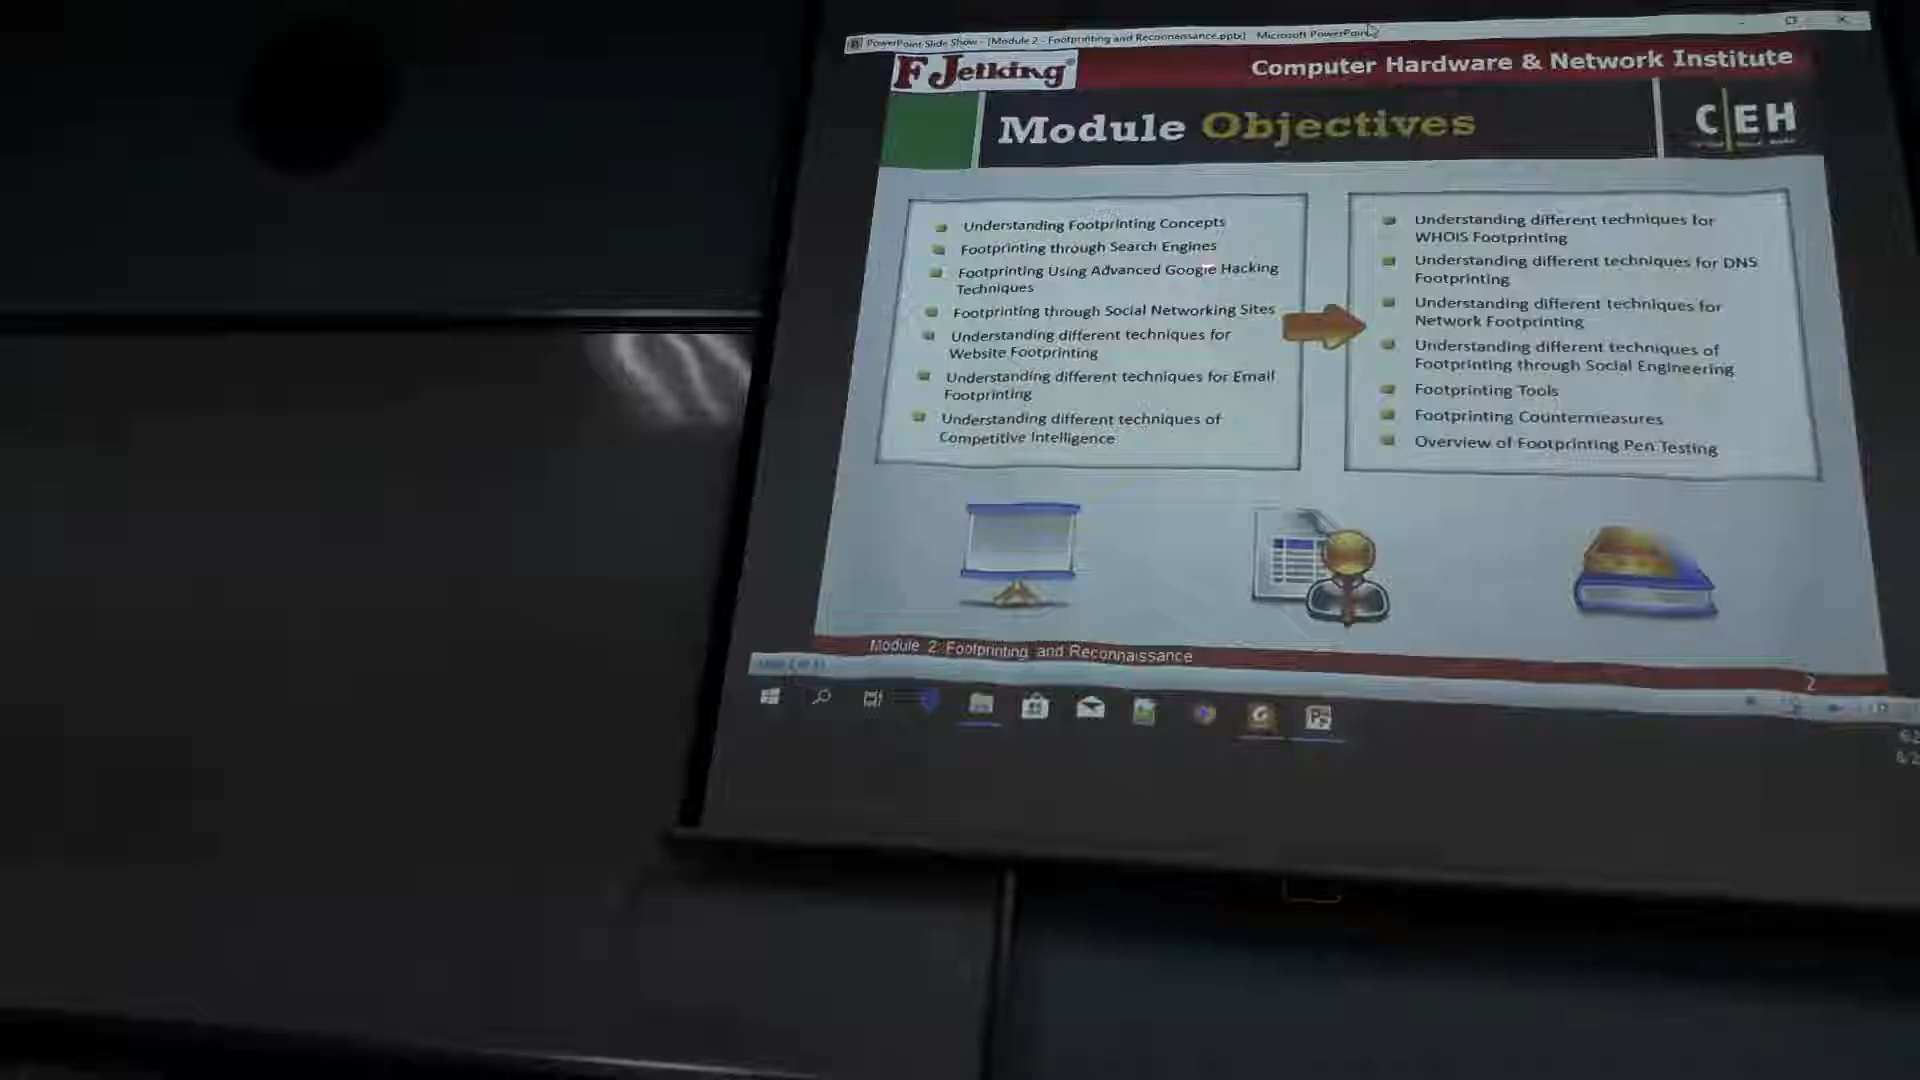 PowerPoint Slide Show - [Module 2 - Footprinting and Reconnaissance.pptx] - Microsoft PowerPoint
Jetking
Computer Hardware & Network Institute
Module Objectives
C|EH
Understanding Footprinting Concepts
Footprinting through Search Engines
Footprinting Using Advanced Google Hacking
Techniques
Footprinting through Social Networking Sites
Understanding different techniques for
Website Footprinting
Understanding different techniques for Email
Footprinting
Understanding different techniques of
Competitive Intelligence
Understanding different techniques for
WHOIS Footprinting
Understanding different techniques for DNS
Footprinting
Understanding different techniques for
Network Footprinting
Understanding different techniques of
Footprinting through Social Engineering
Footprinting Tools
Footprinting Countermeasures
Overview of Footprinting Pen Testing
Module 2 Footprinting and Reconnaissance
2